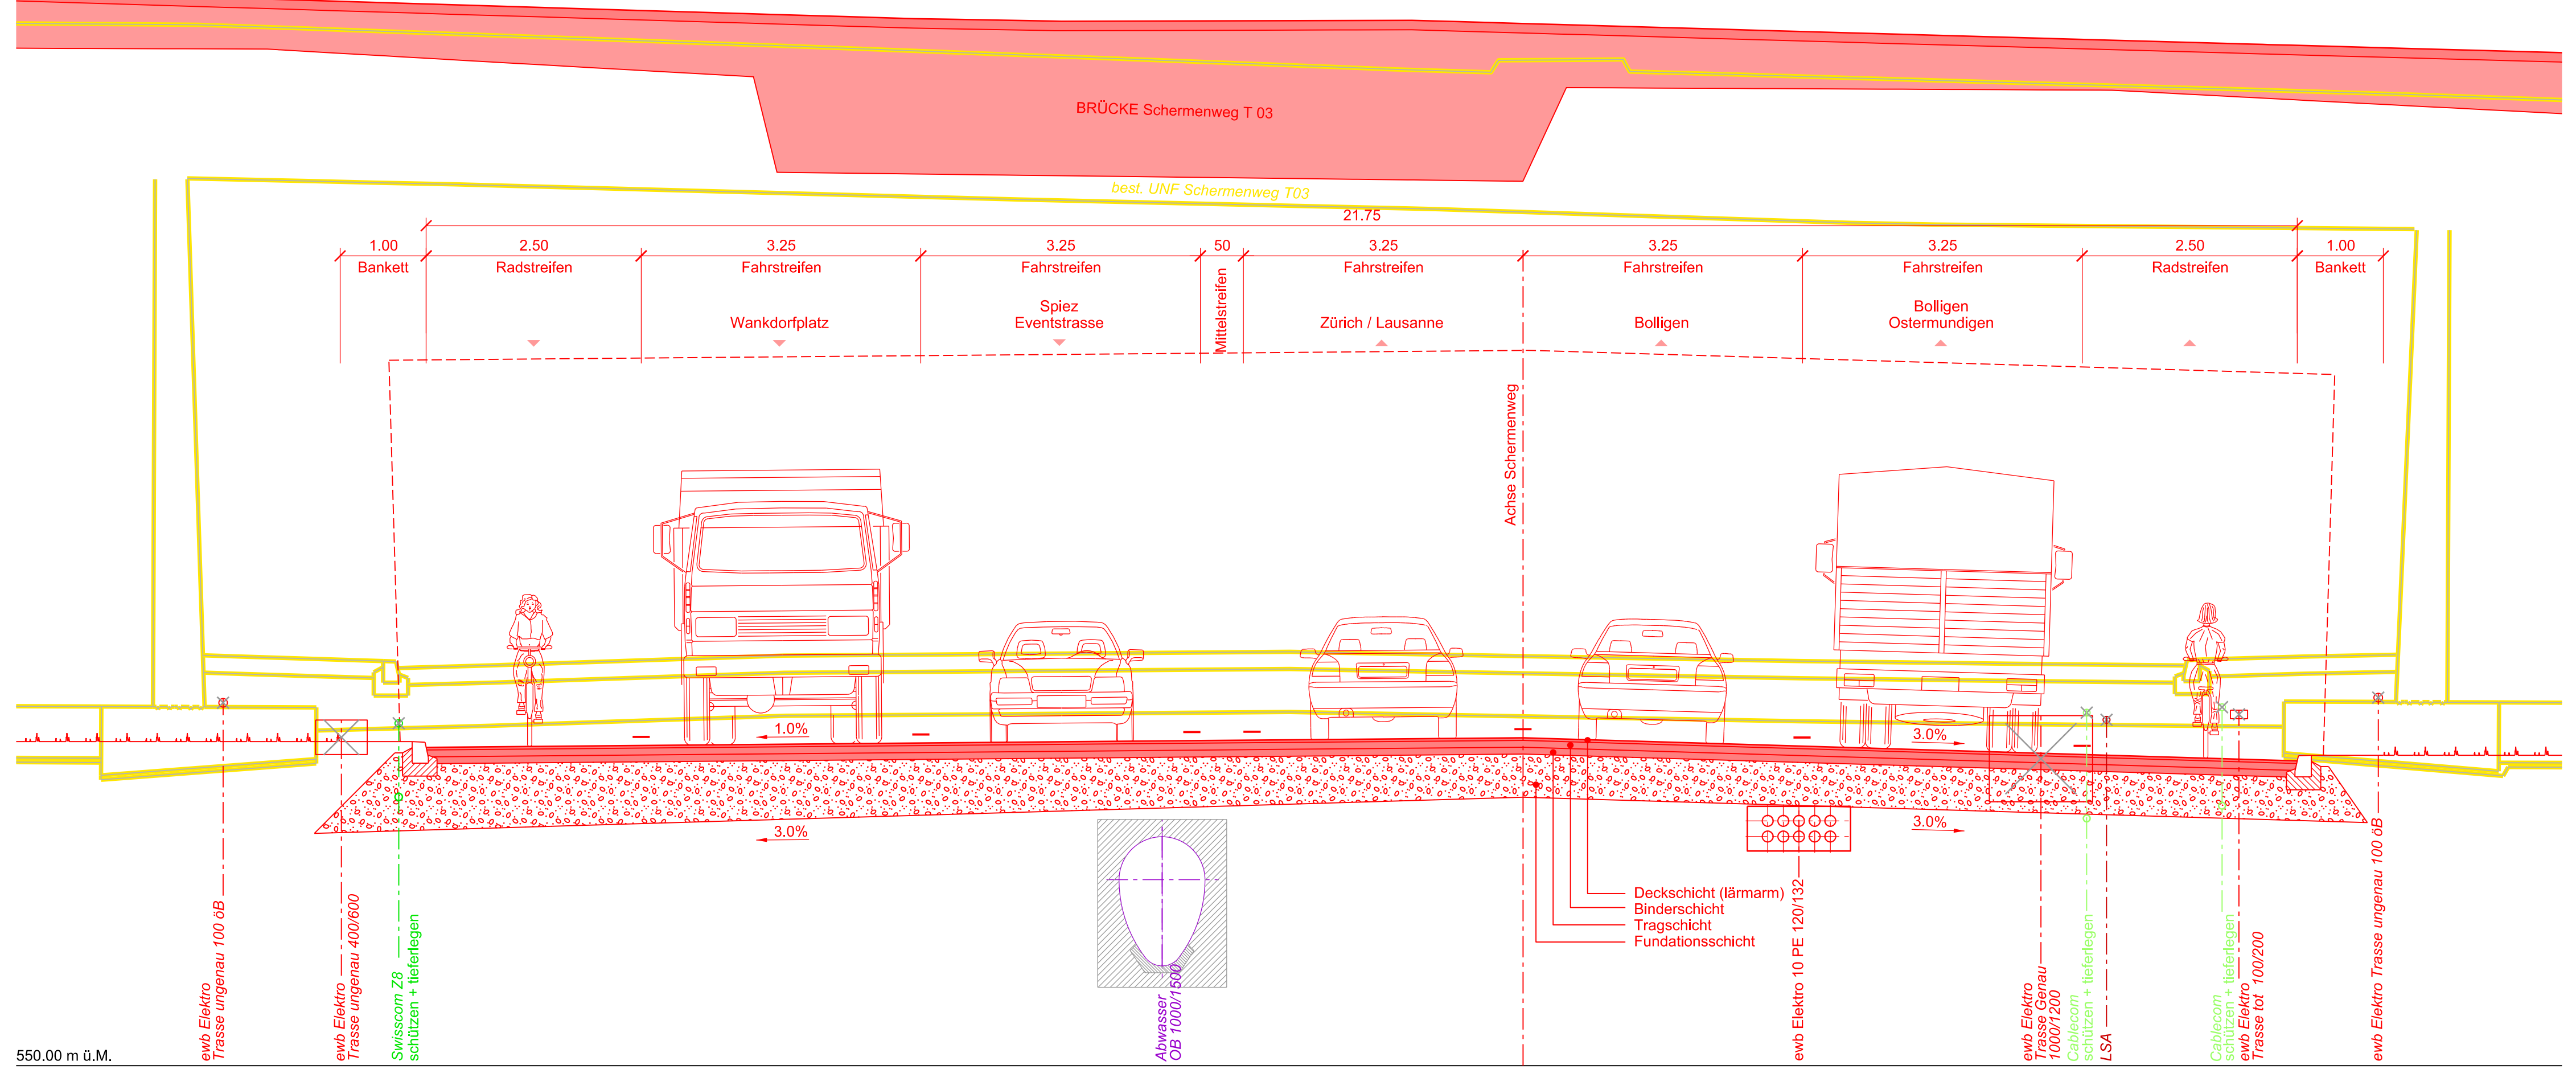 BRÜCKE Schermenweg T 03
best. UNF Schermenweg T03
21.75
1.00
2.50
3.25
3.25
50
3.25
3.25
3.25
2.50
1.00
Bankett
Radstreifen
Fahrstreifen
Fahrstreifen
Mittelstreifen
Fahrstreifen
Fahrstreifen
Fahrstreifen
Radstreifen
Bankett
Wankdorfplatz
Spiez
Eventstrasse
Zürich / Lausanne
Bolligen
Bolligen
Ostermundigen
Achse Schermenweg
1.0%
3.0%
3.0%
3.0%
Deckschicht (lärmarm)
Binderschicht
Tragschicht
Fundationsschicht
ewb Elektro
Trasse ungenau 100 öB
ewb Elektro
Trasse ungenau 400/600
Swisscom Z8
schützen + tieferlegen
Abwasser
OB 1000/1500
ewb Elektro 10 PE 120/132
ewb Elektro
Trasse Genau
1000/1200
Cablecom
schützen + tieferlegen
LSA
Cablecom
schützen + tieferlegen
ewb Elektro
Trasse tot 100/200
ewb Elektro Trasse ungenau 100 öB
550.00 m ü.M.